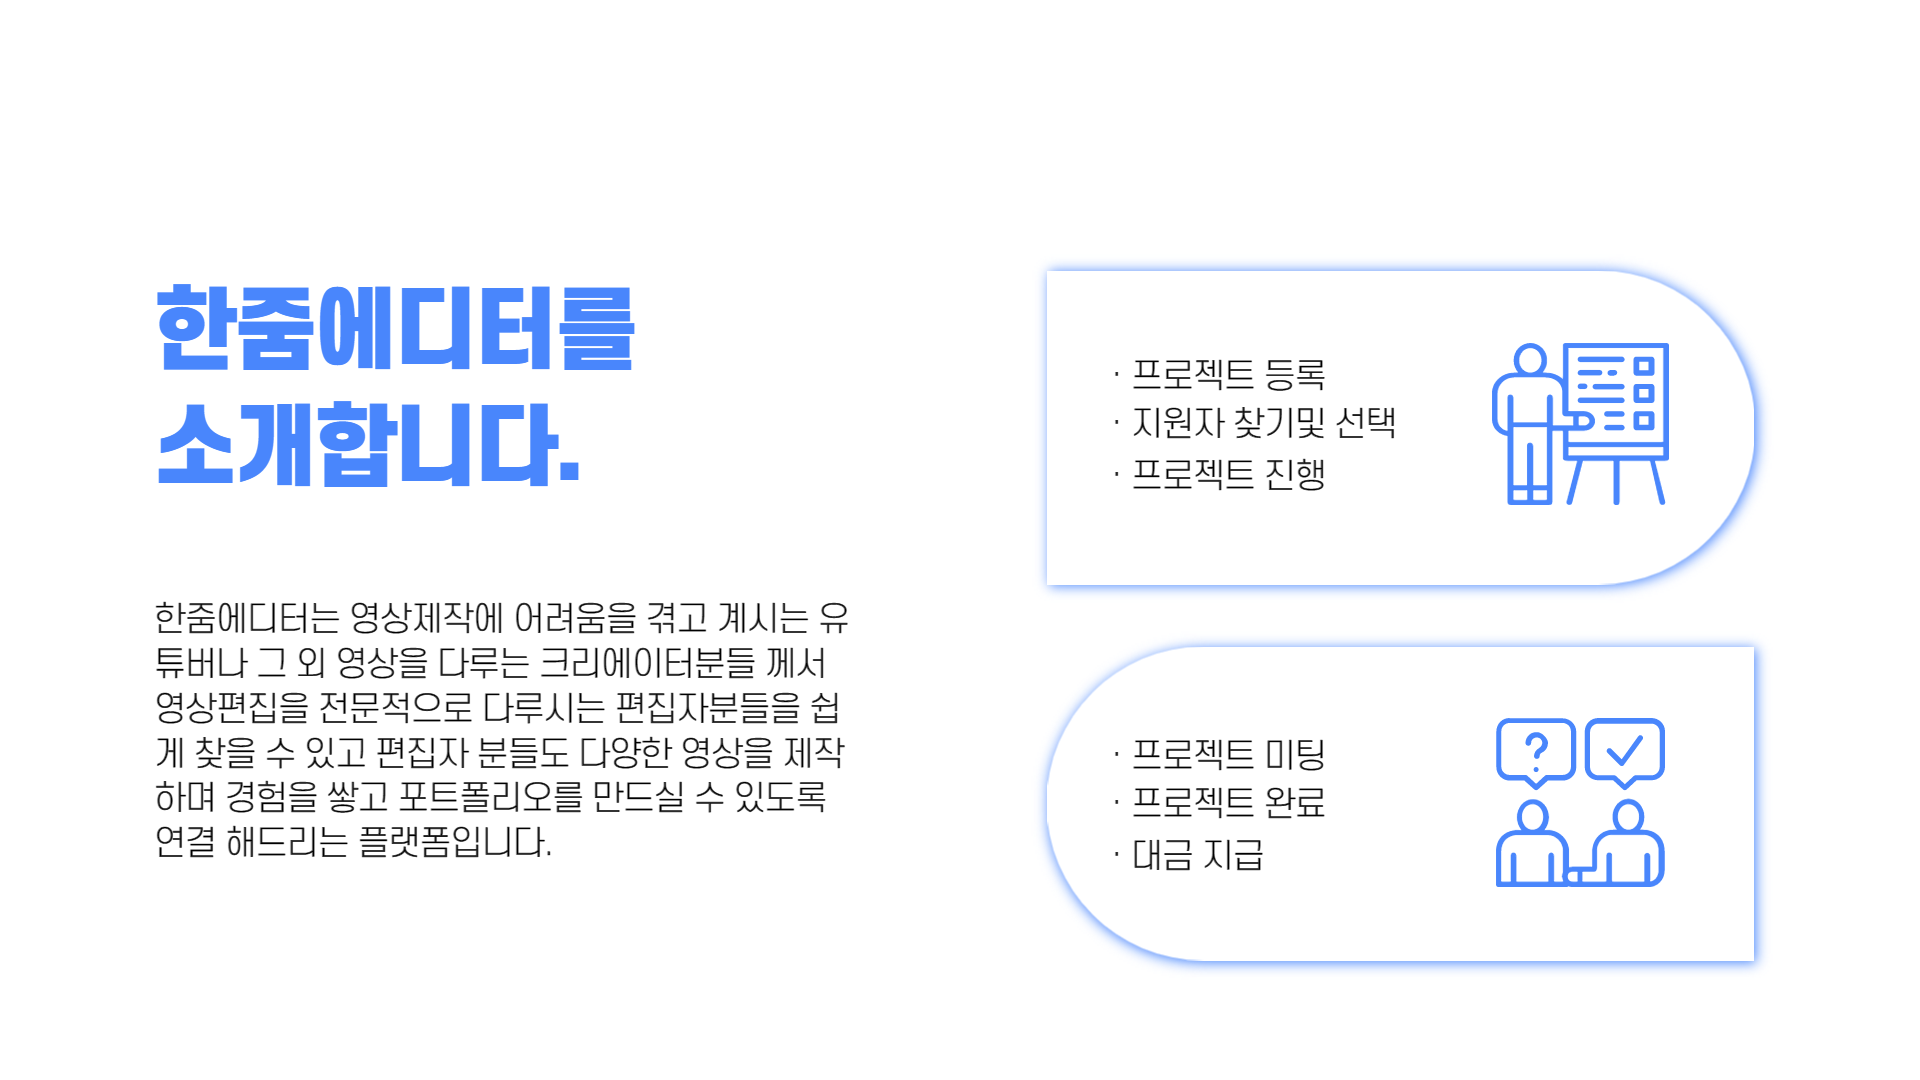 한줌에디터를
소개합니다.
한줌에디터는 영상제작에 어려움을 겪고 계시는 유
튜버나 그 외 영상을 다루는 크리에이터분들 께서
영상편집을 전문적으로 다루시는 편집자분들을 쉽
게 찾을 수 있고 편집자 분들도 다양한 영상을 제작
하며 경험을 쌓고 포트폴리오를 만드실 수 있도록
연결 해드리는 플랫폼입니다.
· 프로젝트 등록
· 지원자 찾기및 선택
· 프로젝트 진행
?
· 프로젝트 미팅
· 프로젝트 완료
· 대금 지급